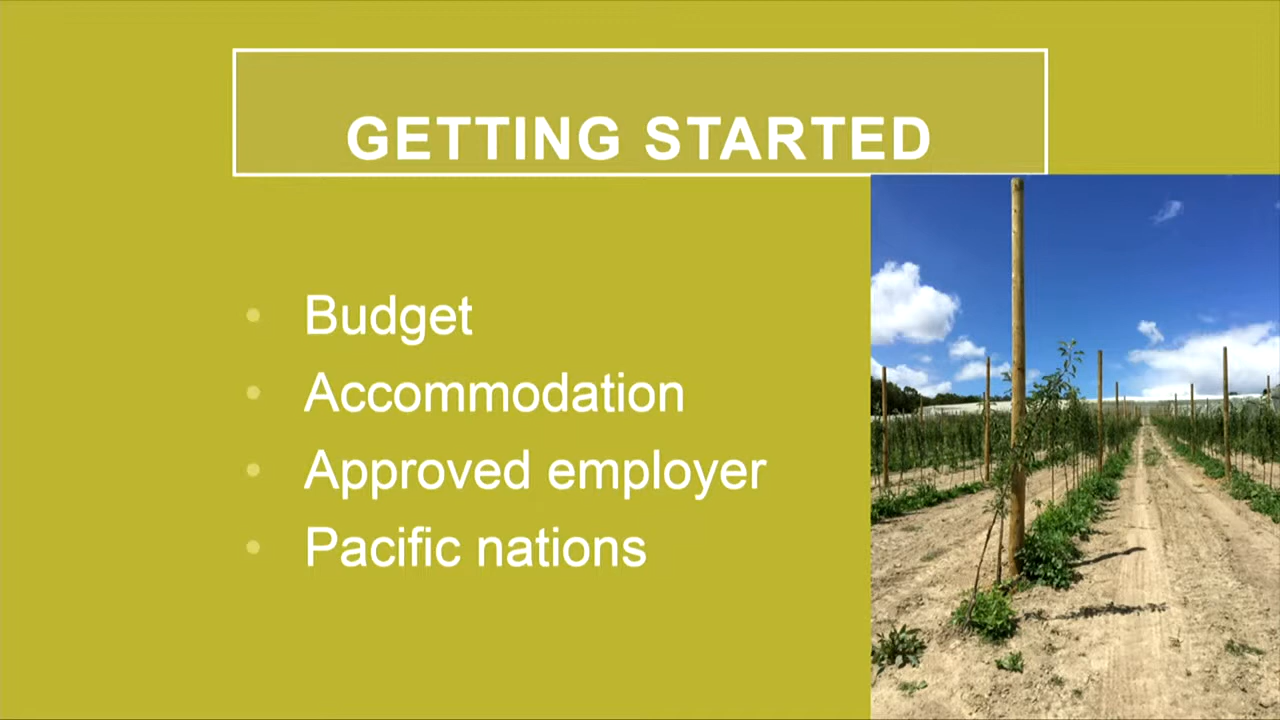 GETTING STARTED
• Budget
• Accommodation
• Approved employer
• Pacific nations